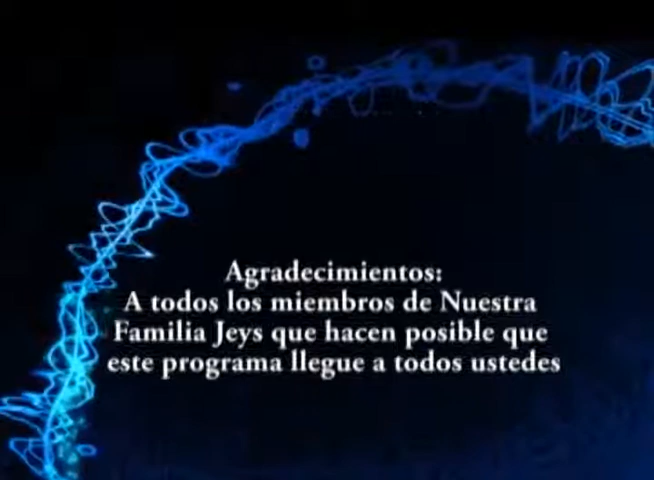 Agradecimientos:
A todos los miembros de Nuestra
Familia Jeys que hacen posible que
este programa llegue a todos ustedes